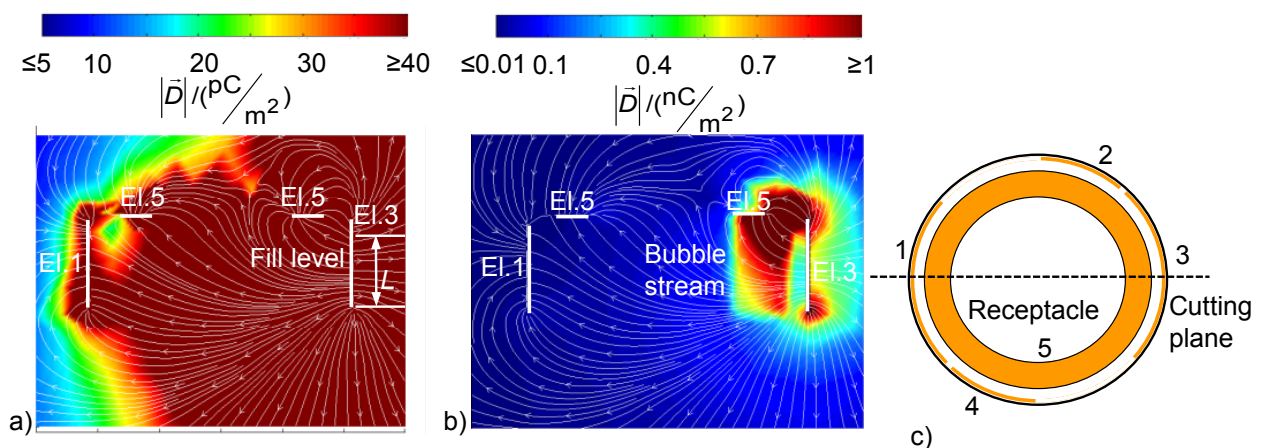 ≤5 10 20 30 ≥40
|D⃗| /(pC/m²)
El.5 El.5
El.3
El.1 Fill level L
a)
≤0.01 0.1 0.4 0.7 ≥1
|D⃗| /(nC/m²)
El.5
El.1 Bubble stream El.3
b)
2
1 3
Receptacle Cutting plane
5
4
c)